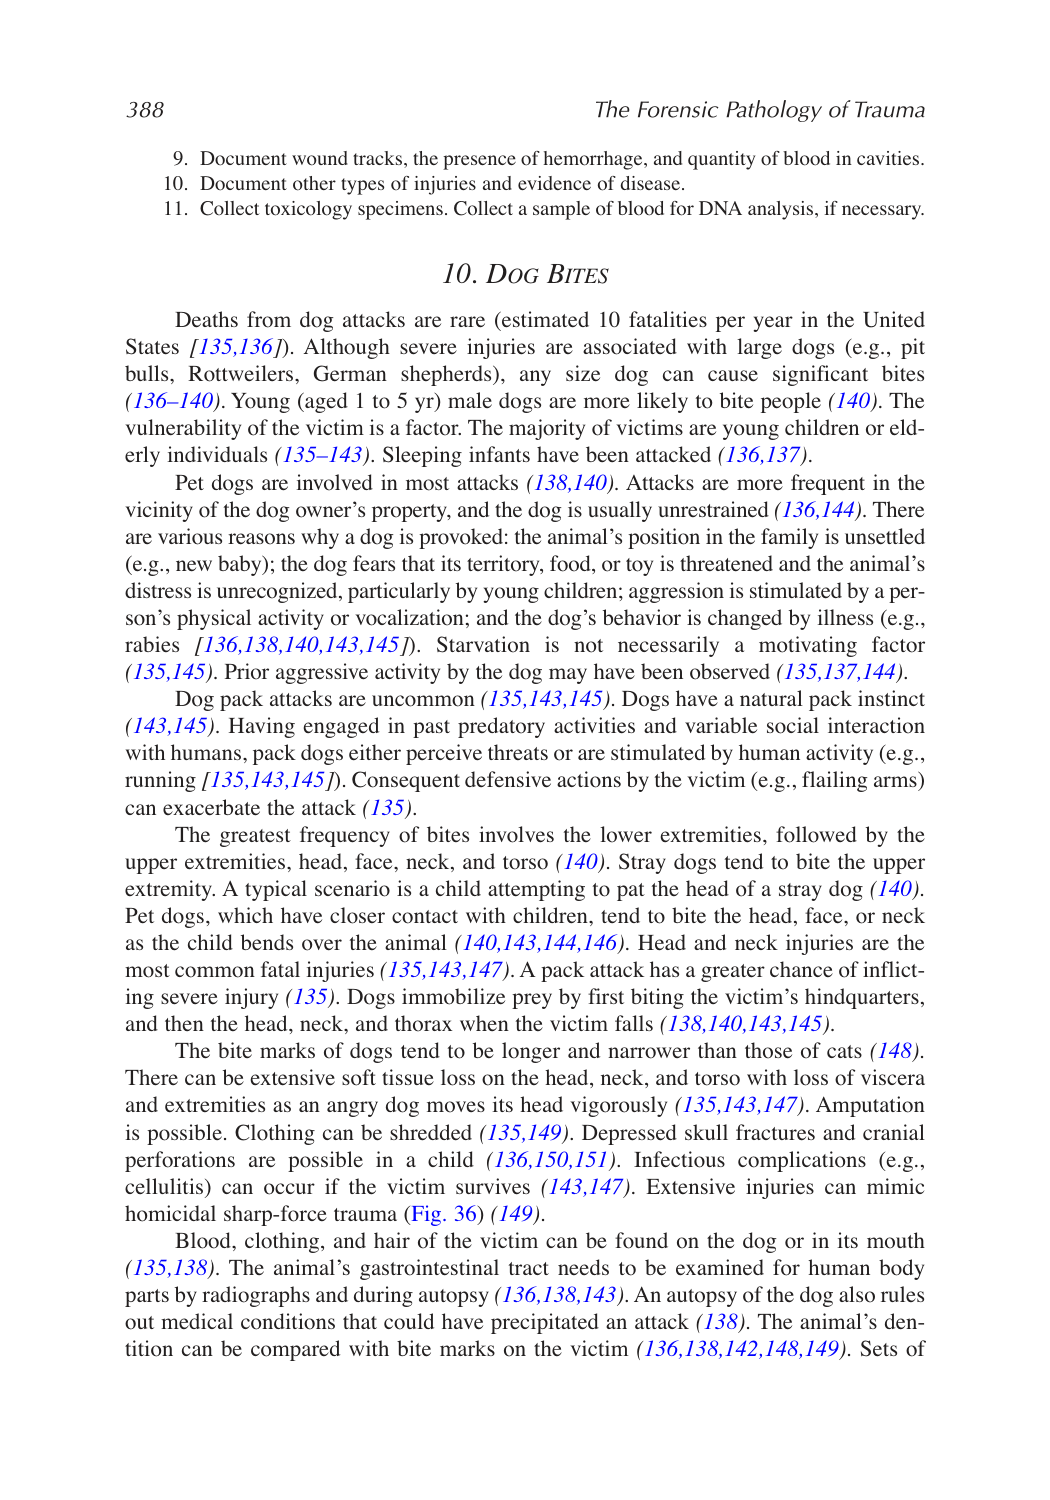 388 The Forensic Pathology of Trauma
9. Document wound tracks, the presence of hemorrhage, and quantity of blood in cavities.
10. Document other types of injuries and evidence of disease.
11. Collect toxicology specimens. Collect a sample of blood for DNA analysis, if necessary.
10. DOG BITES
Deaths from dog attacks are rare (estimated 10 fatalities per year in the United
States [135,136]). Although severe injuries are associated with large dogs (e.g., pit
bulls, Rottweilers, German shepherds), any size dog can cause significant bites
(136–140). Young (aged 1 to 5 yr) male dogs are more likely to bite people (140). The
vulnerability of the victim is a factor. The majority of victims are young children or eld-
erly individuals (135–143). Sleeping infants have been attacked (136,137).
Pet dogs are involved in most attacks (138,140). Attacks are more frequent in the
vicinity of the dog owner's property, and the dog is usually unrestrained (136,144). There
are various reasons why a dog is provoked: the animal's position in the family is unsettled
(e.g., new baby); the dog fears that its territory, food, or toy is threatened and the animal's
distress is unrecognized, particularly by young children; aggression is stimulated by a per-
son's physical activity or vocalization; and the dog's behavior is changed by illness (e.g.,
rabies [136,138,140,143,145]). Starvation is not necessarily a motivating factor
(135,145). Prior aggressive activity by the dog may have been observed (135,137,144).
Dog pack attacks are uncommon (135,143,145). Dogs have a natural pack instinct
(143,145). Having engaged in past predatory activities and variable social interaction
with humans, pack dogs either perceive threats or are stimulated by human activity (e.g.,
running [135,143,145]). Consequent defensive actions by the victim (e.g., flailing arms)
can exacerbate the attack (135).
The greatest frequency of bites involves the lower extremities, followed by the
upper extremities, head, face, neck, and torso (140). Stray dogs tend to bite the upper
extremity. A typical scenario is a child attempting to pat the head of a stray dog (140).
Pet dogs, which have closer contact with children, tend to bite the head, face, or neck
as the child bends over the animal (140,143,144,146). Head and neck injuries are the
most common fatal injuries (135,143,147). A pack attack has a greater chance of inflict-
ing severe injury (135). Dogs immobilize prey by first biting the victim's hindquarters,
and then the head, neck, and thorax when the victim falls (138,140,143,145).
The bite marks of dogs tend to be longer and narrower than those of cats (148).
There can be extensive soft tissue loss on the head, neck, and torso with loss of viscera
and extremities as an angry dog moves its head vigorously (135,143,147). Amputation
is possible. Clothing can be shredded (135,149). Depressed skull fractures and cranial
perforations are possible in a child (136,150,151). Infectious complications (e.g.,
cellulitis) can occur if the victim survives (143,147). Extensive injuries can mimic
homicidal sharp-force trauma (Fig. 36) (149).
Blood, clothing, and hair of the victim can be found on the dog or in its mouth
(135,138). The animal's gastrointestinal tract needs to be examined for human body
parts by radiographs and during autopsy (136,138,143). An autopsy of the dog also rules
out medical conditions that could have precipitated an attack (138). The animal's den-
tition can be compared with bite marks on the victim (136,138,142,148,149). Sets of